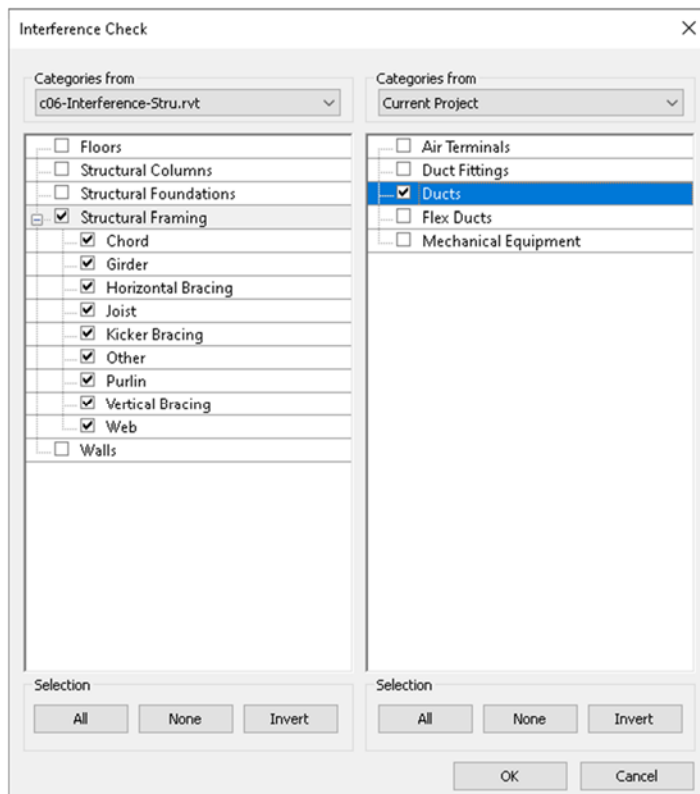 Interference Check
Categories from
c06-Interference-Stru.rvt
Floors
Structural Columns
Structural Foundations
Structural Framing
Chord
Girder
Horizontal Bracing
Joist
Kicker Bracing
Other
Purlin
Vertical Bracing
Web
Walls
Selection
All None Invert
Categories from
Current Project
Air Terminals
Duct Fittings
Ducts
Flex Ducts
Mechanical Equipment
Selection
All None Invert
OK Cancel